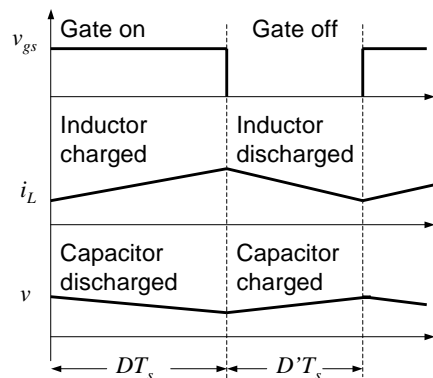 Gate on
Gate off
v_gs
Inductor charged
Inductor discharged
i_L
Capacitor discharged
Capacitor charged
v
DT_s
D'T_s